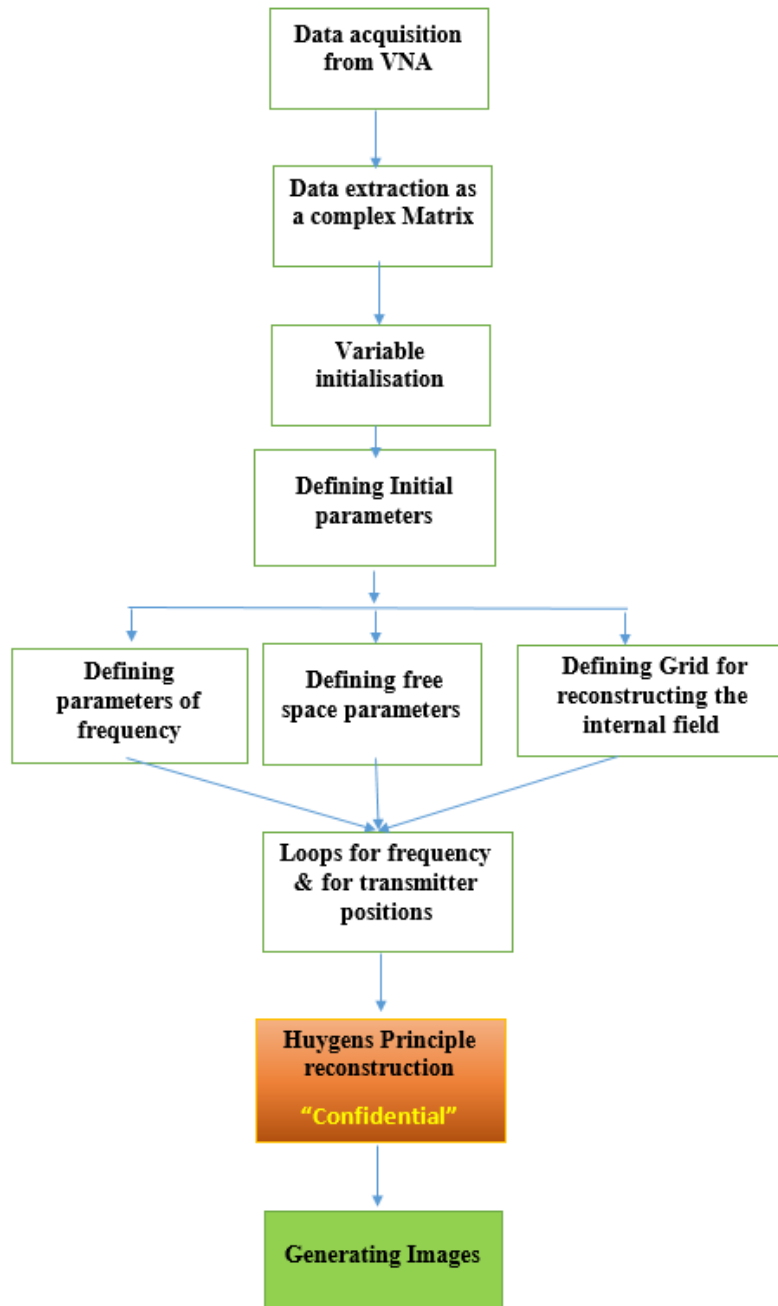 Data acquisition
from VNA
Data extraction as
a complex Matrix
Variable
initialisation
Defining Initial
parameters
Defining
parameters of
frequency
Defining free
space parameters
Defining Grid for
reconstructing the
internal field
Loops for frequency
& for transmitter
positions
Huygens Principle
reconstruction
“Confidential”
Generating Images